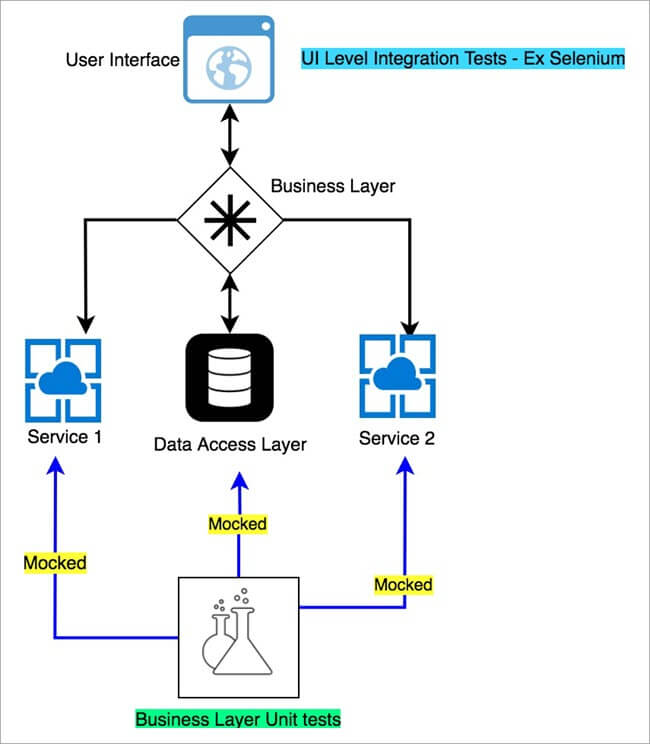 User Interface
UI Level Integration Tests - Ex Selenium
Business Layer
Service 1
Data Access Layer
Service 2
Mocked
Mocked
Mocked
Business Layer Unit tests